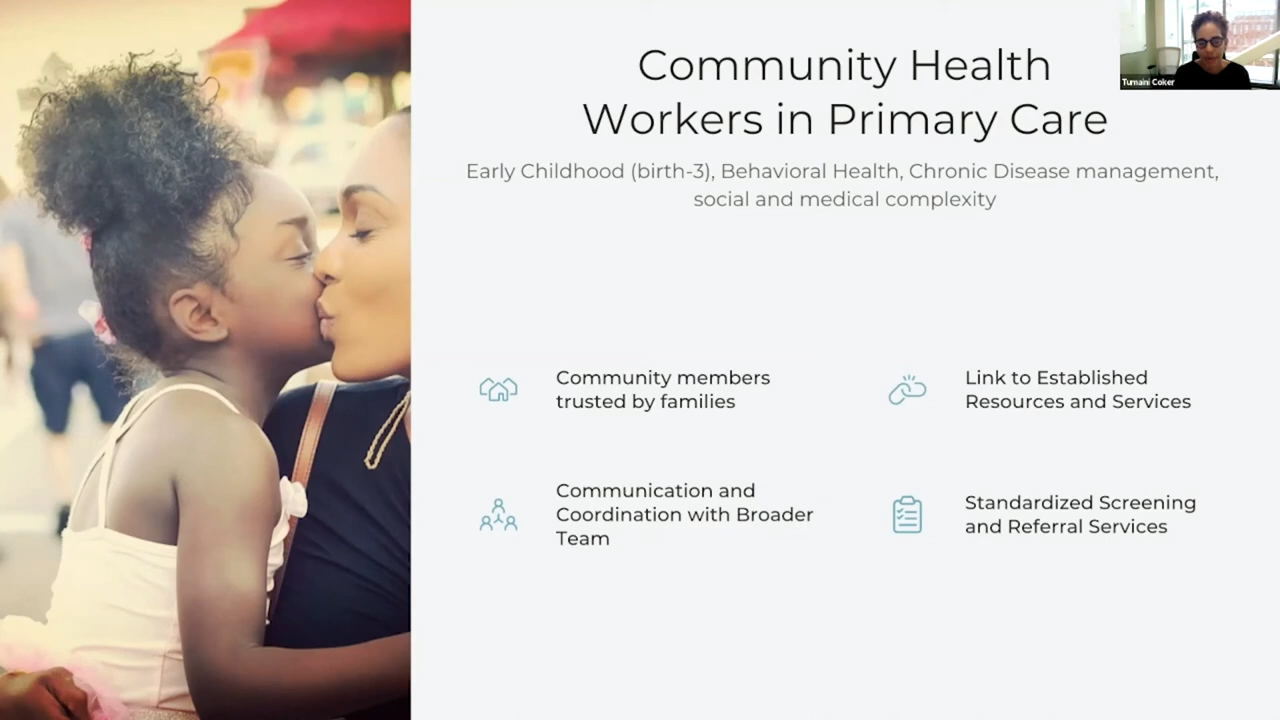 Community Health
Workers in Primary Care
Tumaini Coker
Early Childhood (birth-3), Behavioral Health, Chronic Disease management,
social and medical complexity
Community members
trusted by families
Link to Established
Resources and Services
Communication and
Coordination with Broader
Team
Standardized Screening
and Referral Services